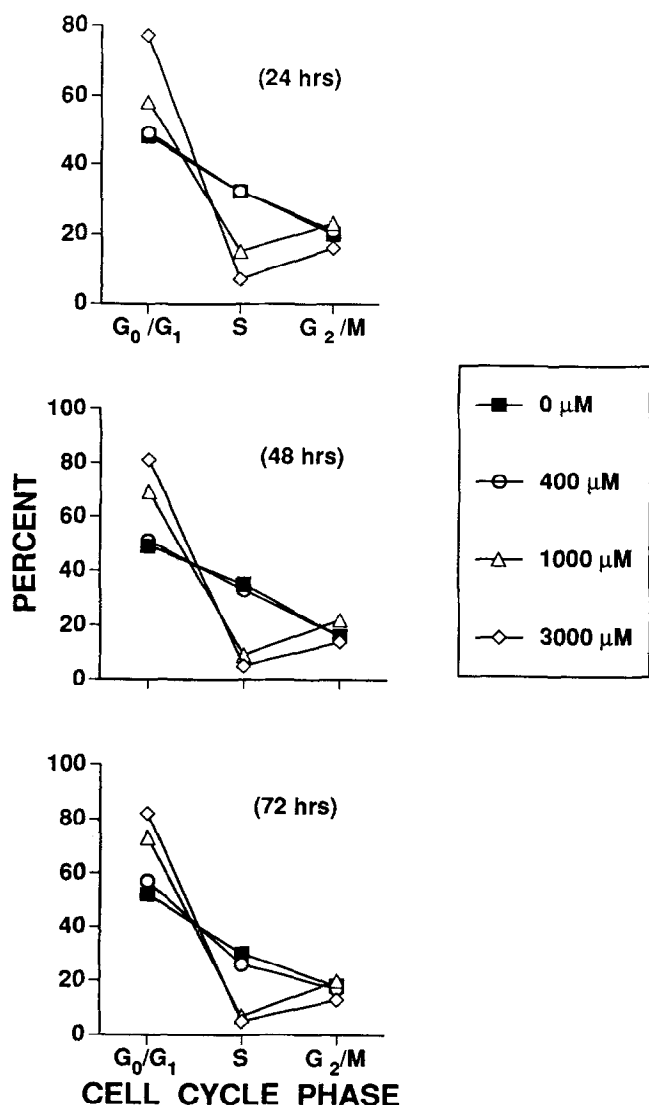 80
(24 hrs)
60
40
20
0
G₀/G₁ S G₂/M
100
(48 hrs)
80
60
40
20
0
PERCENT
0 μM
400 μM
1000 μM
3000 μM
100
(72 hrs)
80
60
40
20
0
G₀/G₁ S G₂/M
CELL CYCLE PHASE